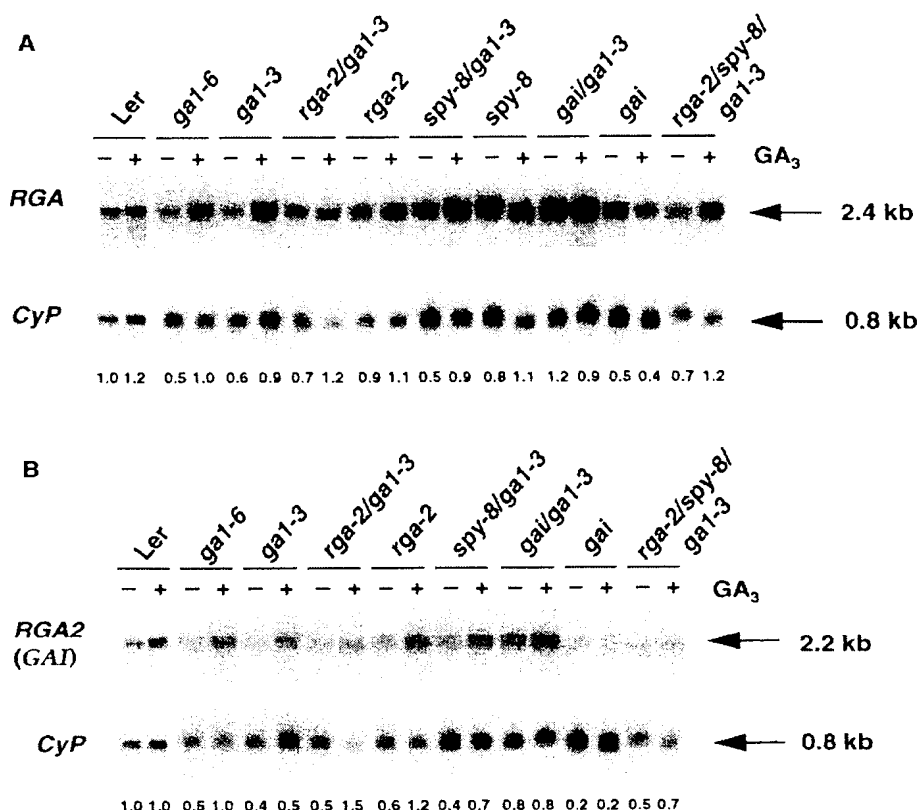 A
Ler ga1-6 ga1-3 rga-2/ga1-3 rga-2 spy-8/ga1-3 spy-8 gai/ga1-3 gai rga-2/spy-8/ga1-3
− + − + − + − + − + − + − + − + − + − + GA3
RGA 2.4 kb
CyP 0.8 kb
1.0 1.2 0.5 1.0 0.6 0.9 0.7 1.2 0.9 1.1 0.5 0.9 0.8 1.1 1.2 0.9 0.5 0.4 0.7 1.2
B
Ler ga1-6 ga1-3 rga-2/ga1-3 rga-2 spy-8/ga1-3 gai/ga1-3 gai rga-2/spy-8/ga1-3
− + − + − + − + − + − + − + − + − + GA3
RGA2
(GAI) 2.2 kb
CyP 0.8 kb
1.0 1.0 0.5 1.0 0.4 0.5 0.5 1.5 0.6 1.2 0.4 0.7 0.8 0.8 0.2 0.2 0.5 0.7